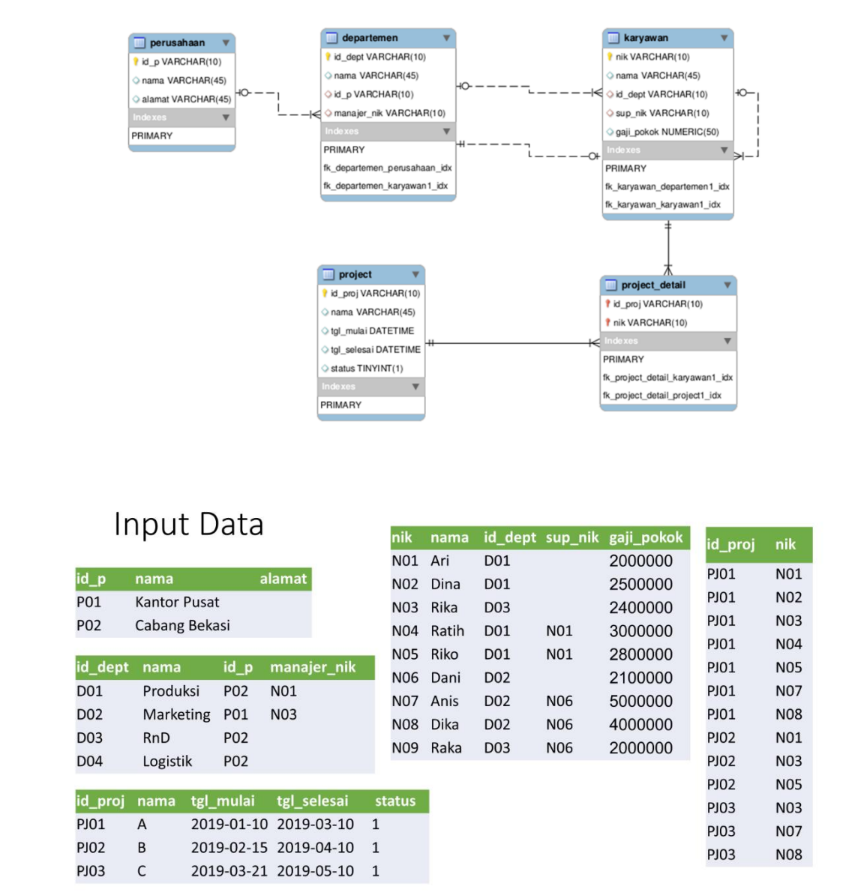 perusahaan
id_p VARCHAR(10)
nama VARCHAR(45)
alamat VARCHAR(45)
Indexes
PRIMARY
departemen
id_dept VARCHAR(10)
nama VARCHAR(45)
id_p VARCHAR(10)
manajer_nik VARCHAR(10)
Indexes
PRIMARY
fk_departemen_perusahaan_idx
fk_departemen_karyawan1_idx
karyawan
nik VARCHAR(10)
nama VARCHAR(45)
id_dept VARCHAR(10)
sup_nik VARCHAR(10)
gaji_pokok NUMERIC(50)
Indexes
PRIMARY
fk_karyawan_departemen1_idx
fk_karyawan_karyawan1_idx
project
id_proj VARCHAR(10)
nama VARCHAR(45)
tgl_mulai DATETIME
tgl_selesai DATETIME
status TINYINT(1)
Indexes
PRIMARY
project_detail
id_proj VARCHAR(10)
nik VARCHAR(10)
Indexes
PRIMARY
fk_project_detail_karyawan1_idx
fk_project_detail_project1_idx
Input Data
id_p nama alamat
P01 Kantor Pusat
P02 Cabang Bekasi
id_dept nama id_p manajer_nik
D01 Produksi P02 N01
D02 Marketing P01 N03
D03 RnD P02
D04 Logistik P02
id_proj nama tgl_mulai tgl_selesai status
PJ01 A 2019-01-10 2019-03-10 1
PJ02 B 2019-02-15 2019-04-10 1
PJ03 C 2019-03-21 2019-05-10 1
nik nama id_dept sup_nik gaji_pokok
N01 Ari D01 2000000
N02 Dina D01 2500000
N03 Rika D03 2400000
N04 Ratih D01 N01 3000000
N05 Riko D01 N01 2800000
N06 Dani D02 2100000
N07 Anis D02 N06 5000000
N08 Dika D02 N06 4000000
N09 Raka D03 N06 2000000
id_proj nik
PJ01 N01
PJ01 N02
PJ01 N03
PJ01 N04
PJ01 N05
PJ01 N07
PJ01 N08
PJ02 N01
PJ02 N03
PJ02 N05
PJ03 N03
PJ03 N07
PJ03 N08